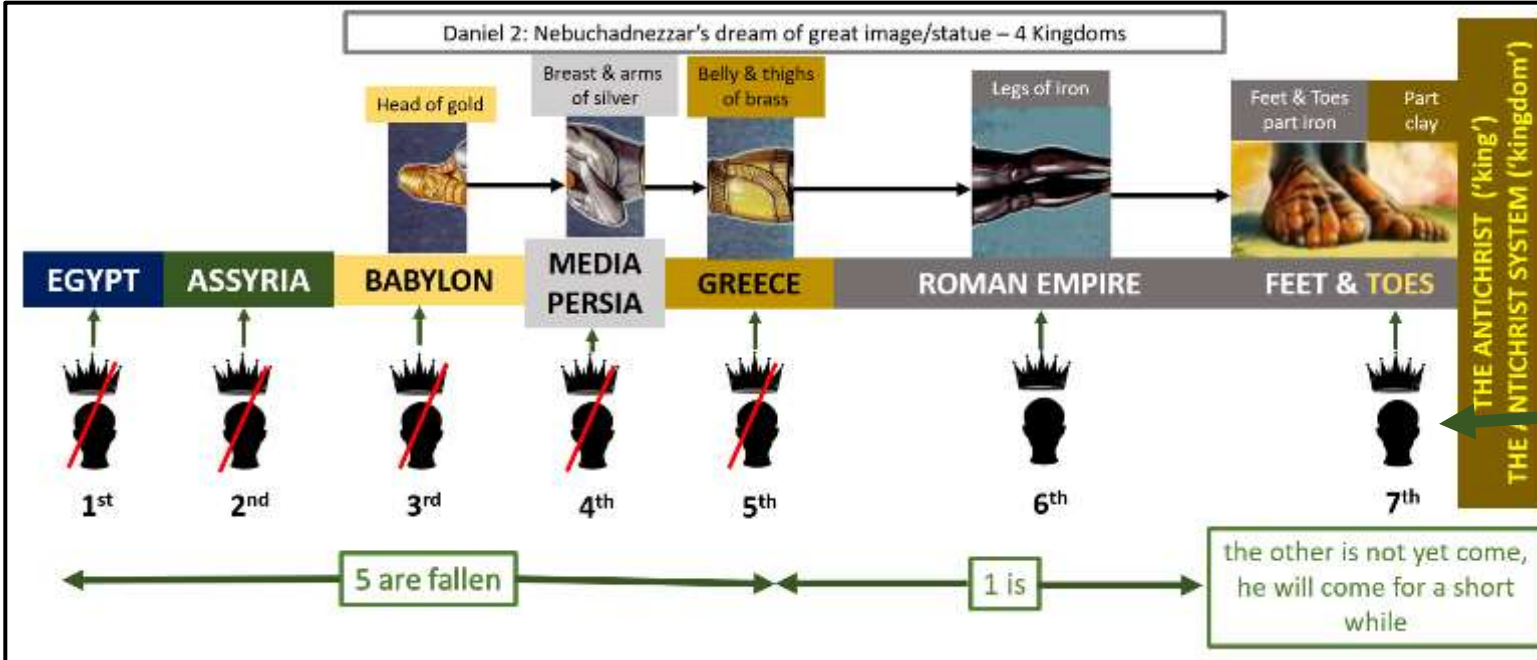 Daniel 2: Nebuchadnezzar's dream of great image/statue – 4 Kingdoms
Head of gold
Breast & arms
of silver
Belly & thighs
of brass
Legs of iron
Feet & Toes
part iron
Part
clay
EGYPT
ASSYRIA
BABYLON
MEDIA
PERSIA
GREECE
ROMAN EMPIRE
FEET & TOES
THE ANTICHRIST ('king')
THE ANTICHRIST SYSTEM ('kingdom')
1st
2nd
3rd
4th
5th
6th
7th
5 are fallen
1 is
the other is not yet come,
he will come for a short
while